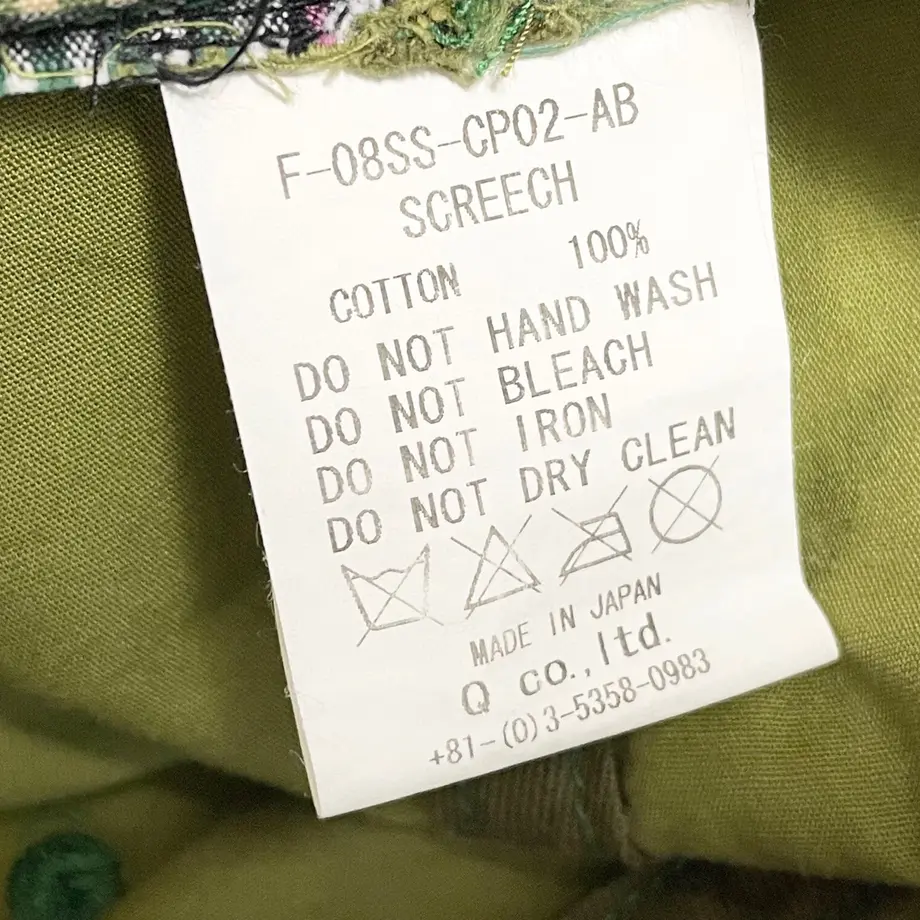 F-08SS-CP02-AB
SCREECH
COTTON 100%
DO NOT HAND WASH
DO NOT BLEACH
DO NOT IRON
DO NOT DRY CLEAN
MADE IN JAPAN
Q co.,ltd.
+81-(0)3-5358-0983